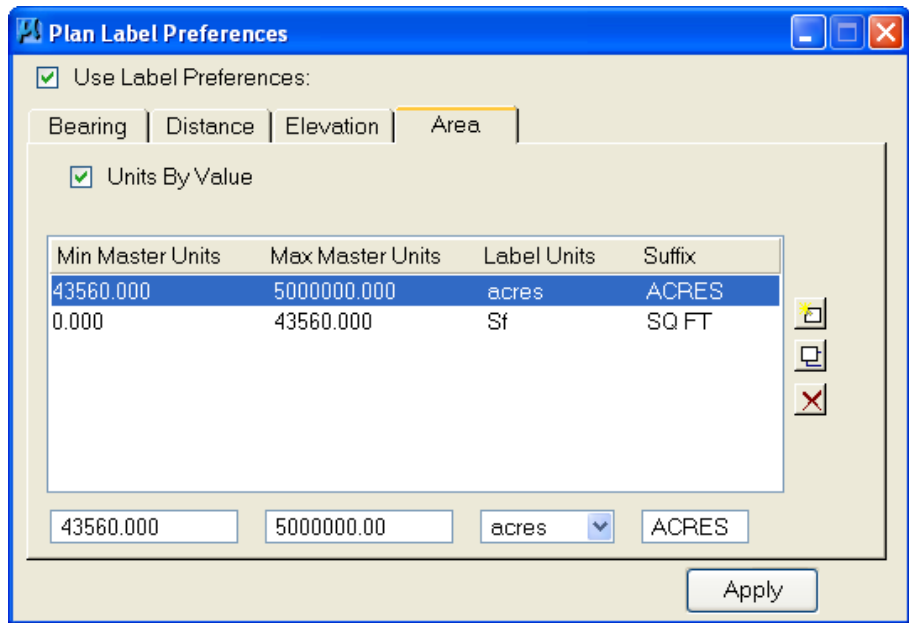 Plan Label Preferences
Use Label Preferences:
Bearing Distance Elevation Area
Units By Value
Min Master Units Max Master Units Label Units Suffix
43560.000 5000000.000 acres ACRES
0.000 43560.000 Sf SQ FT
43560.000 5000000.00 acres ACRES
Apply